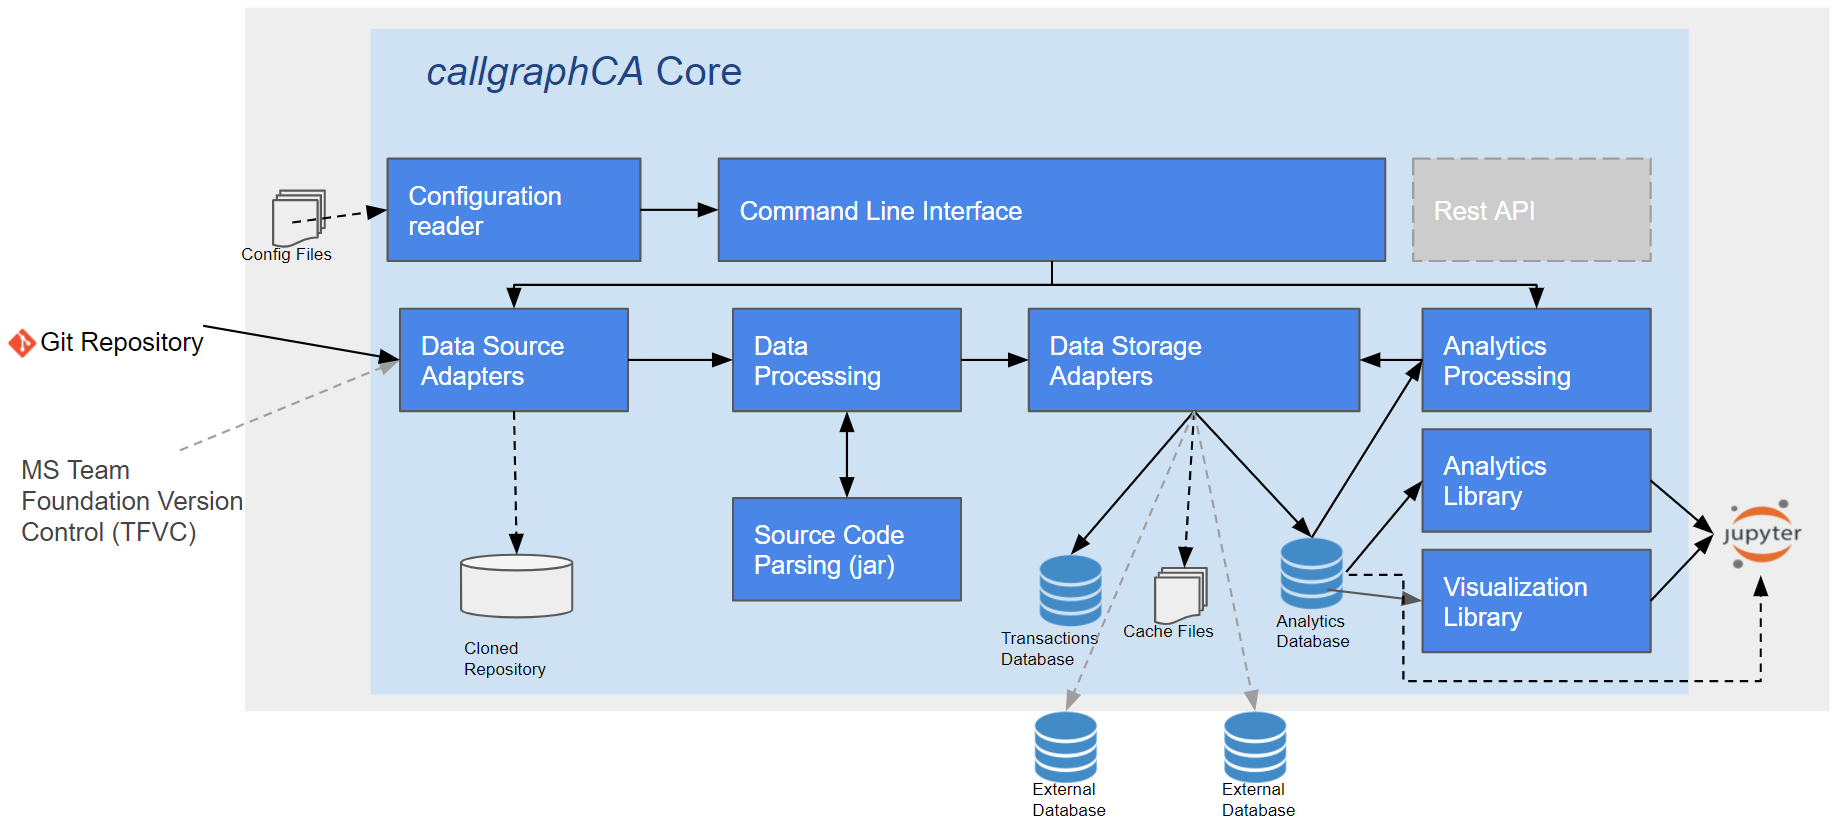 callgraphCA Core
Configuration
reader
Command Line Interface
Rest API
Config Files
Git Repository
Data Source
Adapters
Data
Processing
Data Storage
Adapters
Analytics
Processing
MS Team
Foundation Version
Control (TFVC)
Analytics
Library
Source Code
Parsing (jar)
jupyter
Visualization
Library
Cloned
Repository
Transactions
Database
Cache Files
Analytics
Database
External
Database
External
Database